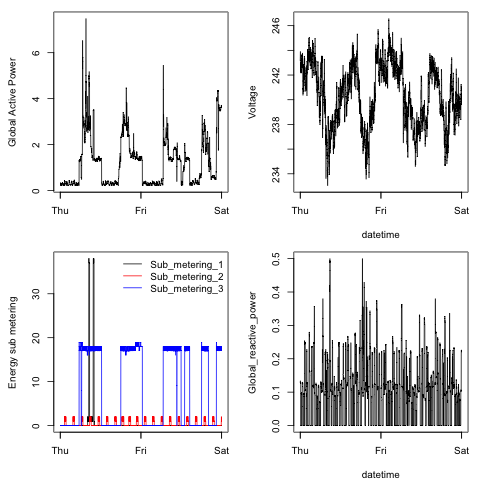 Global Active Power
0 2 4 6
Thu Fri Sat
Voltage
234 238 242 246
Thu Fri Sat
datetime
Energy sub metering
0 10 20 30
Sub_metering_1
Sub_metering_2
Sub_metering_3
Thu Fri Sat
Global_reactive_power
0.0 0.1 0.2 0.3 0.4 0.5
Thu Fri Sat
datetime